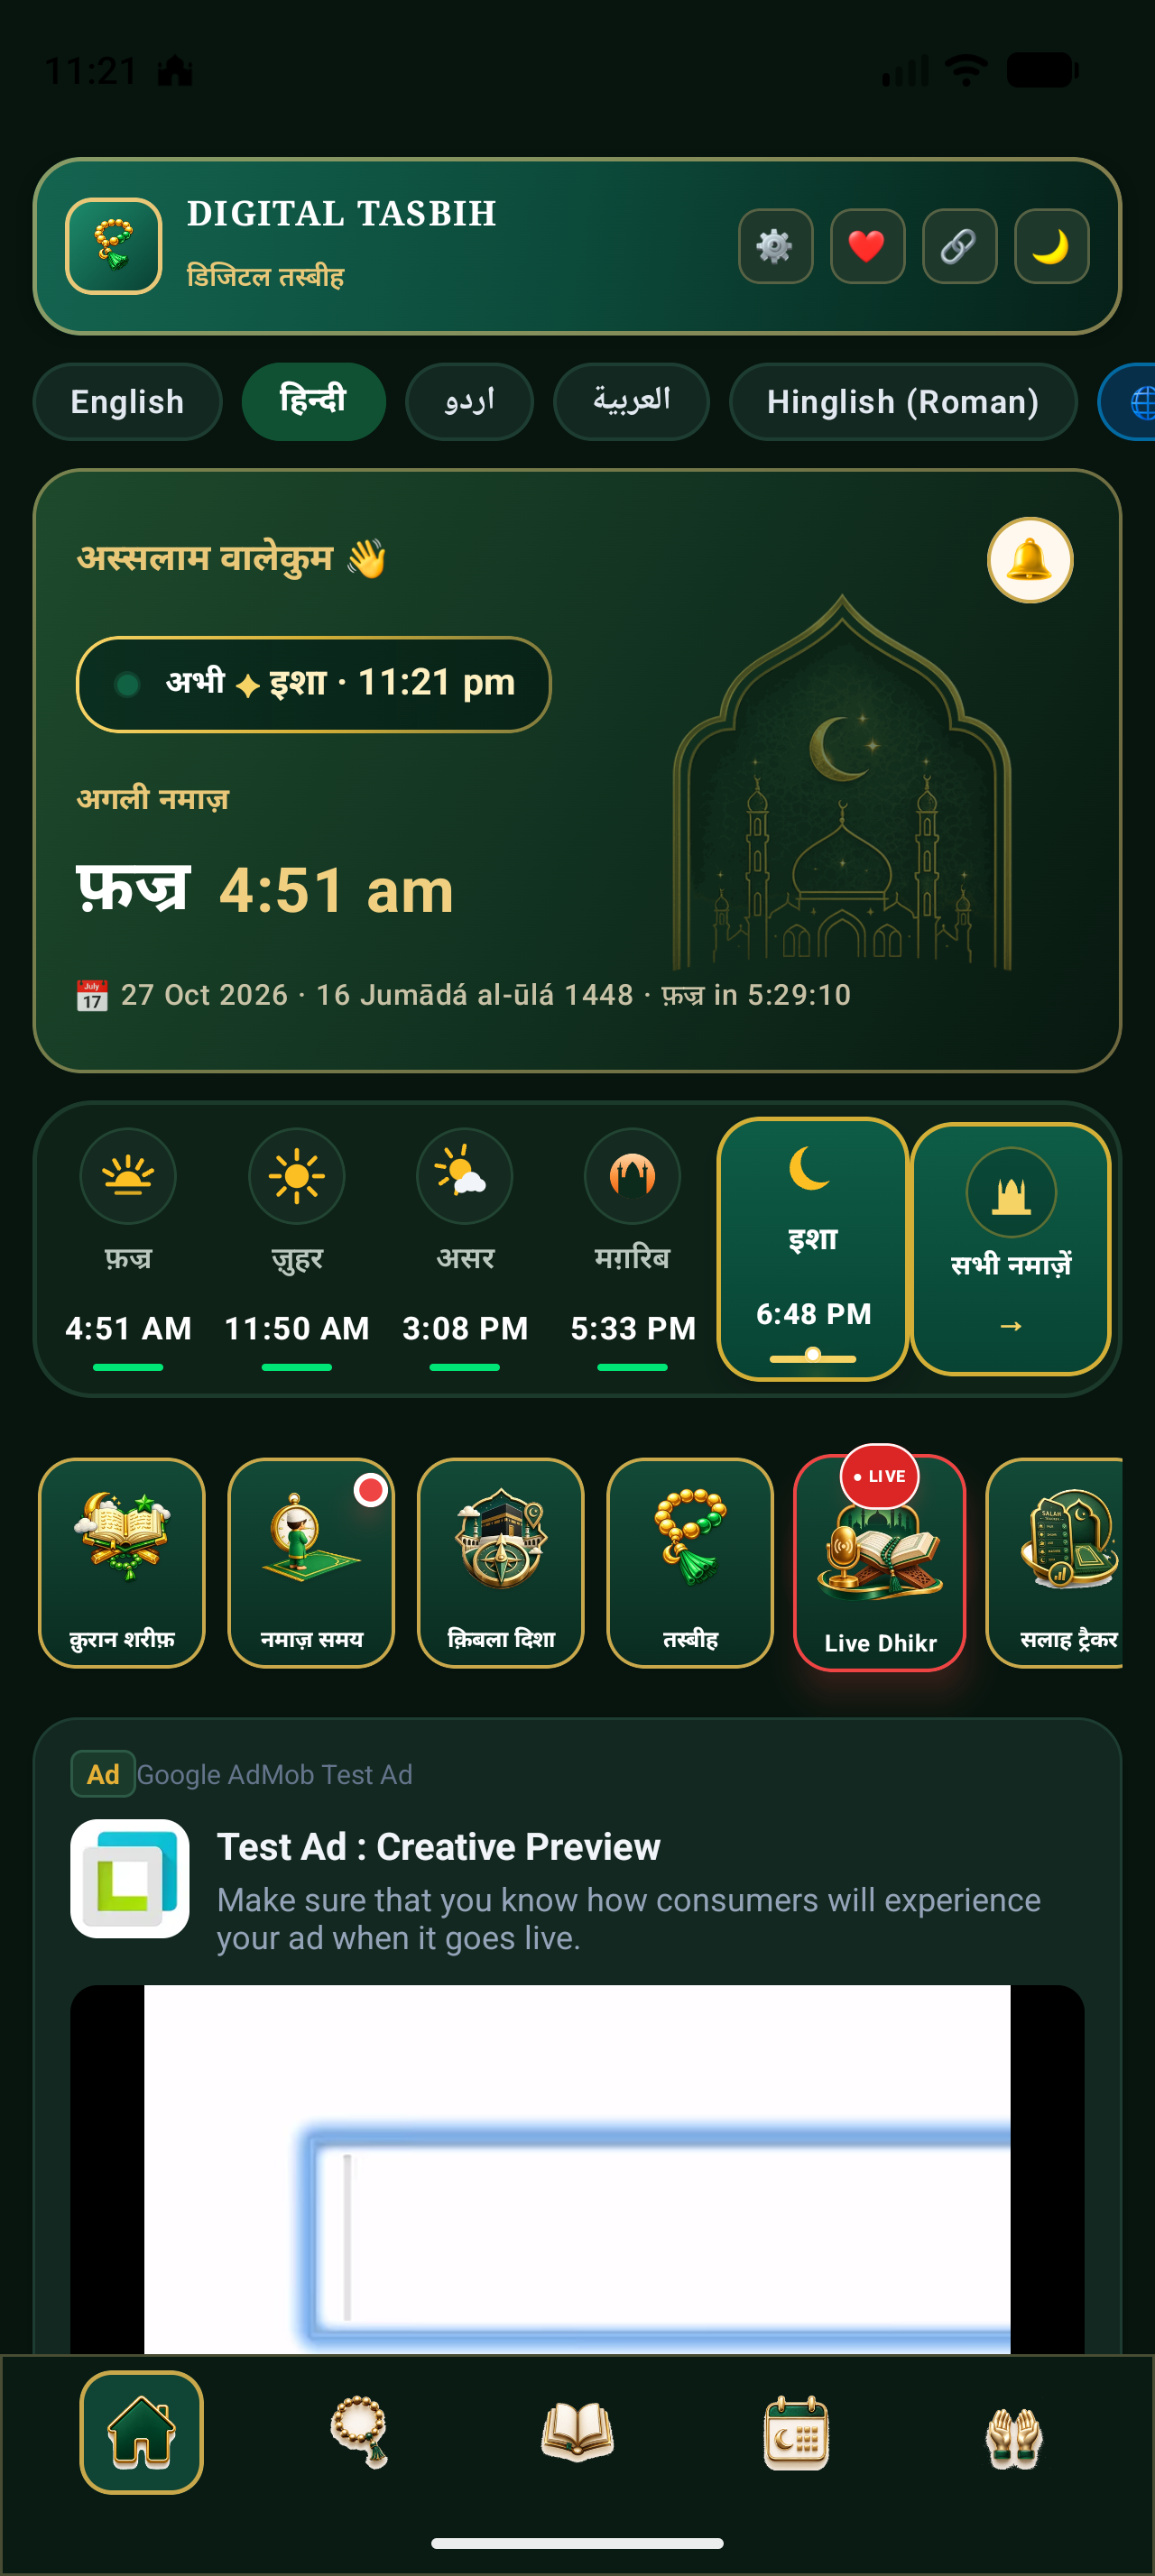 11:21
DIGITAL TASBIH
डिजिटल तस्बीह
English
हिन्दी
اردو
العربية
Hinglish (Roman)
अस्सलाम वालेकुम 👋
अभी ✦ इशा · 11:21 pm
अगली नमाज़
फ़ज्र 4:51 am
27 Oct 2026 · 16 Jumādá al-ūlá 1448 · फ़ज्र in 5:29:10
फ़ज्र
4:51 AM
ज़ुहर
11:50 AM
असर
3:08 PM
मग़रिब
5:33 PM
इशा
6:48 PM
सभी नमाज़ें
→
क़ुरान शरीफ़
नमाज़ समय
क़िबला दिशा
तस्बीह
● LIVE
Live Dhikr
सलाह ट्रैकर
Ad Google AdMob Test Ad
Test Ad : Creative Preview
Make sure that you know how consumers will experience
your ad when it goes live.